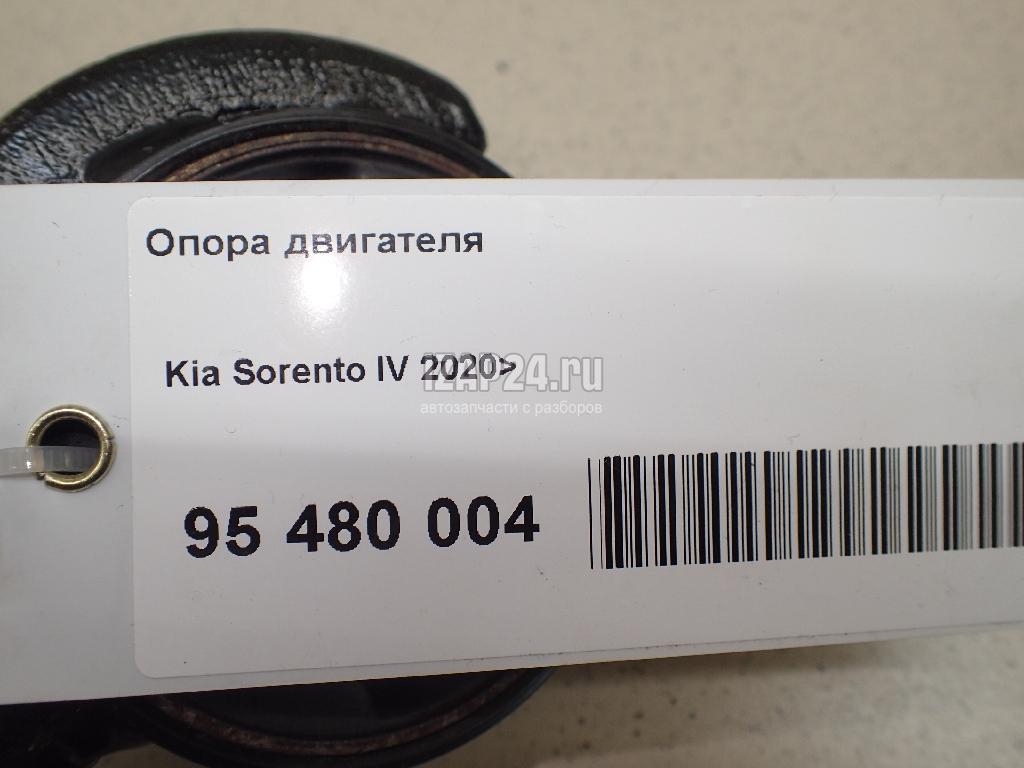 Опора двигателя
Kia Sorento IV 2020>
IZAP24.ru
автозапчасти с разборов
95 480 004